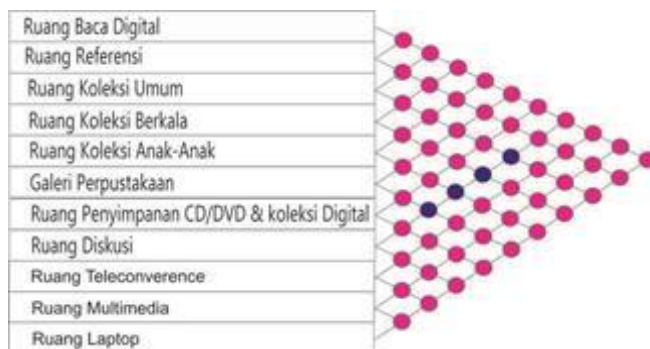 Ruang Baca Digital
Ruang Referensi
Ruang Koleksi Umum
Ruang Koleksi Berkala
Ruang Koleksi Anak-Anak
Galeri Perpustakaan
Ruang Penyimpanan CD/DVD & koleksi Digital
Ruang Diskusi
Ruang Teleconverence
Ruang Multimedia
Ruang Laptop